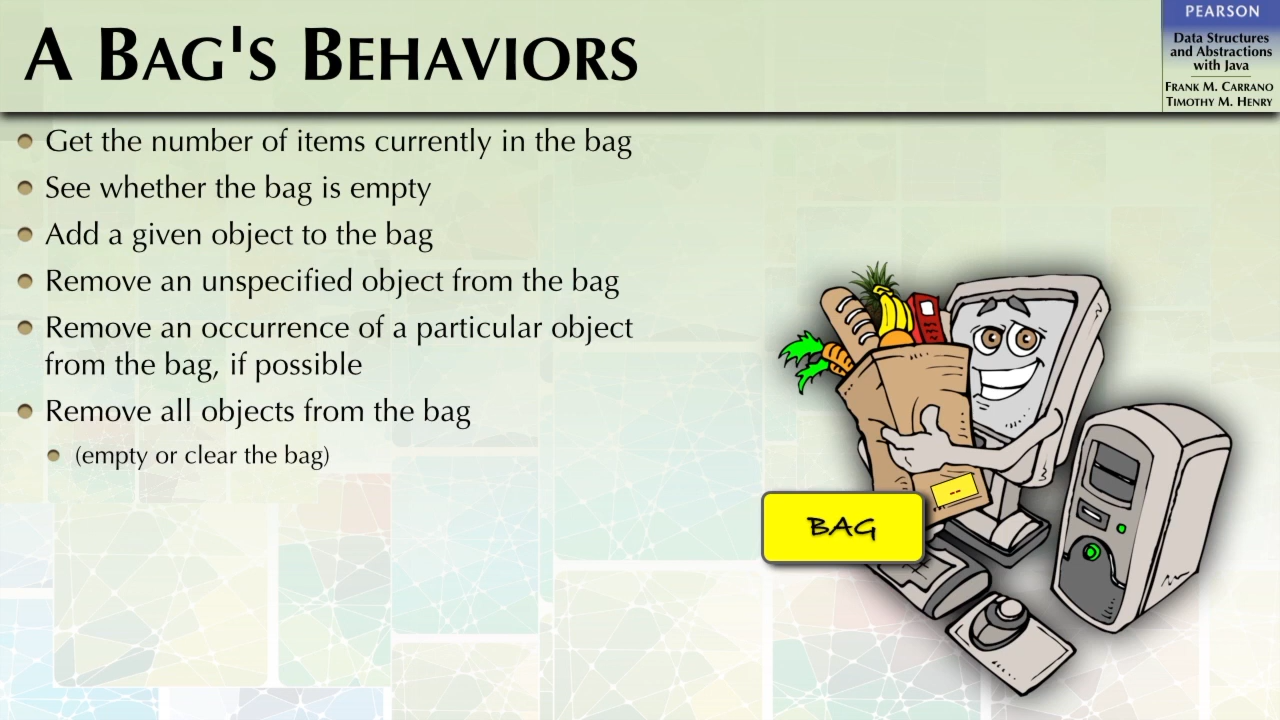 A BAG'S BEHAVIORS
PEARSON
Data Structures
and Abstractions
with Java
FRANK M. CARRANO
TIMOTHY M. HENRY
Get the number of items currently in the bag
See whether the bag is empty
Add a given object to the bag
Remove an unspecified object from the bag
Remove an occurrence of a particular object
from the bag, if possible
Remove all objects from the bag
(empty or clear the bag)
BAG